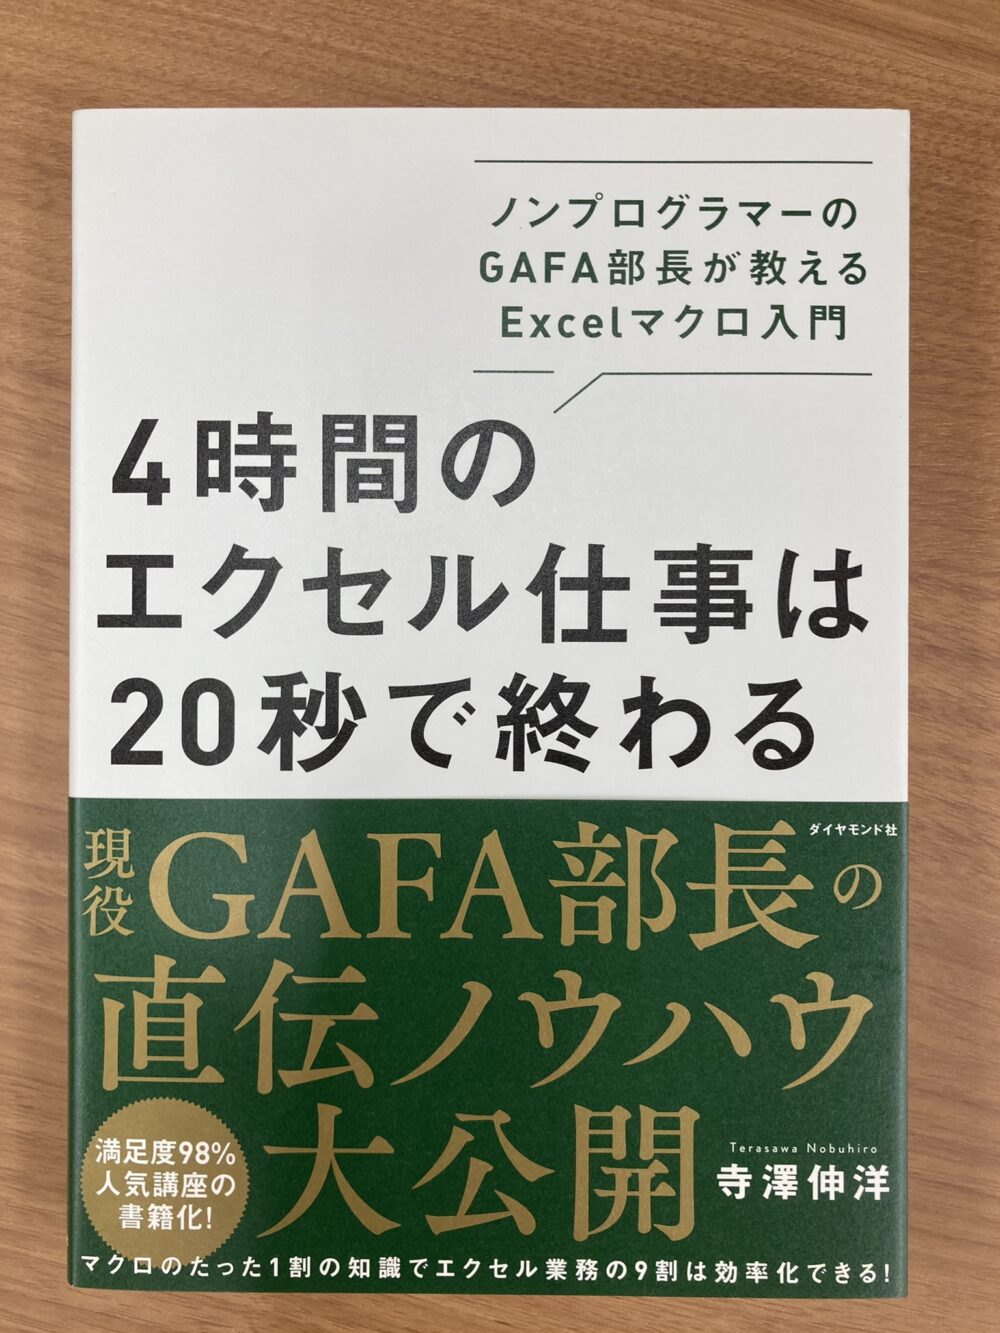 ノンプログラマーの
GAFA部長が教える
Excelマクロ入門
4時間の
エクセル仕事は
20秒で終わる
ダイヤモンド社
現役GAFA部長の
直伝ノウハウ
大公開
満足度98%
人気講座の
書籍化!
Terasawa Nobuhiro
寺澤伸洋
マクロのたった1割の知識でエクセル業務の9割は効率化できる!